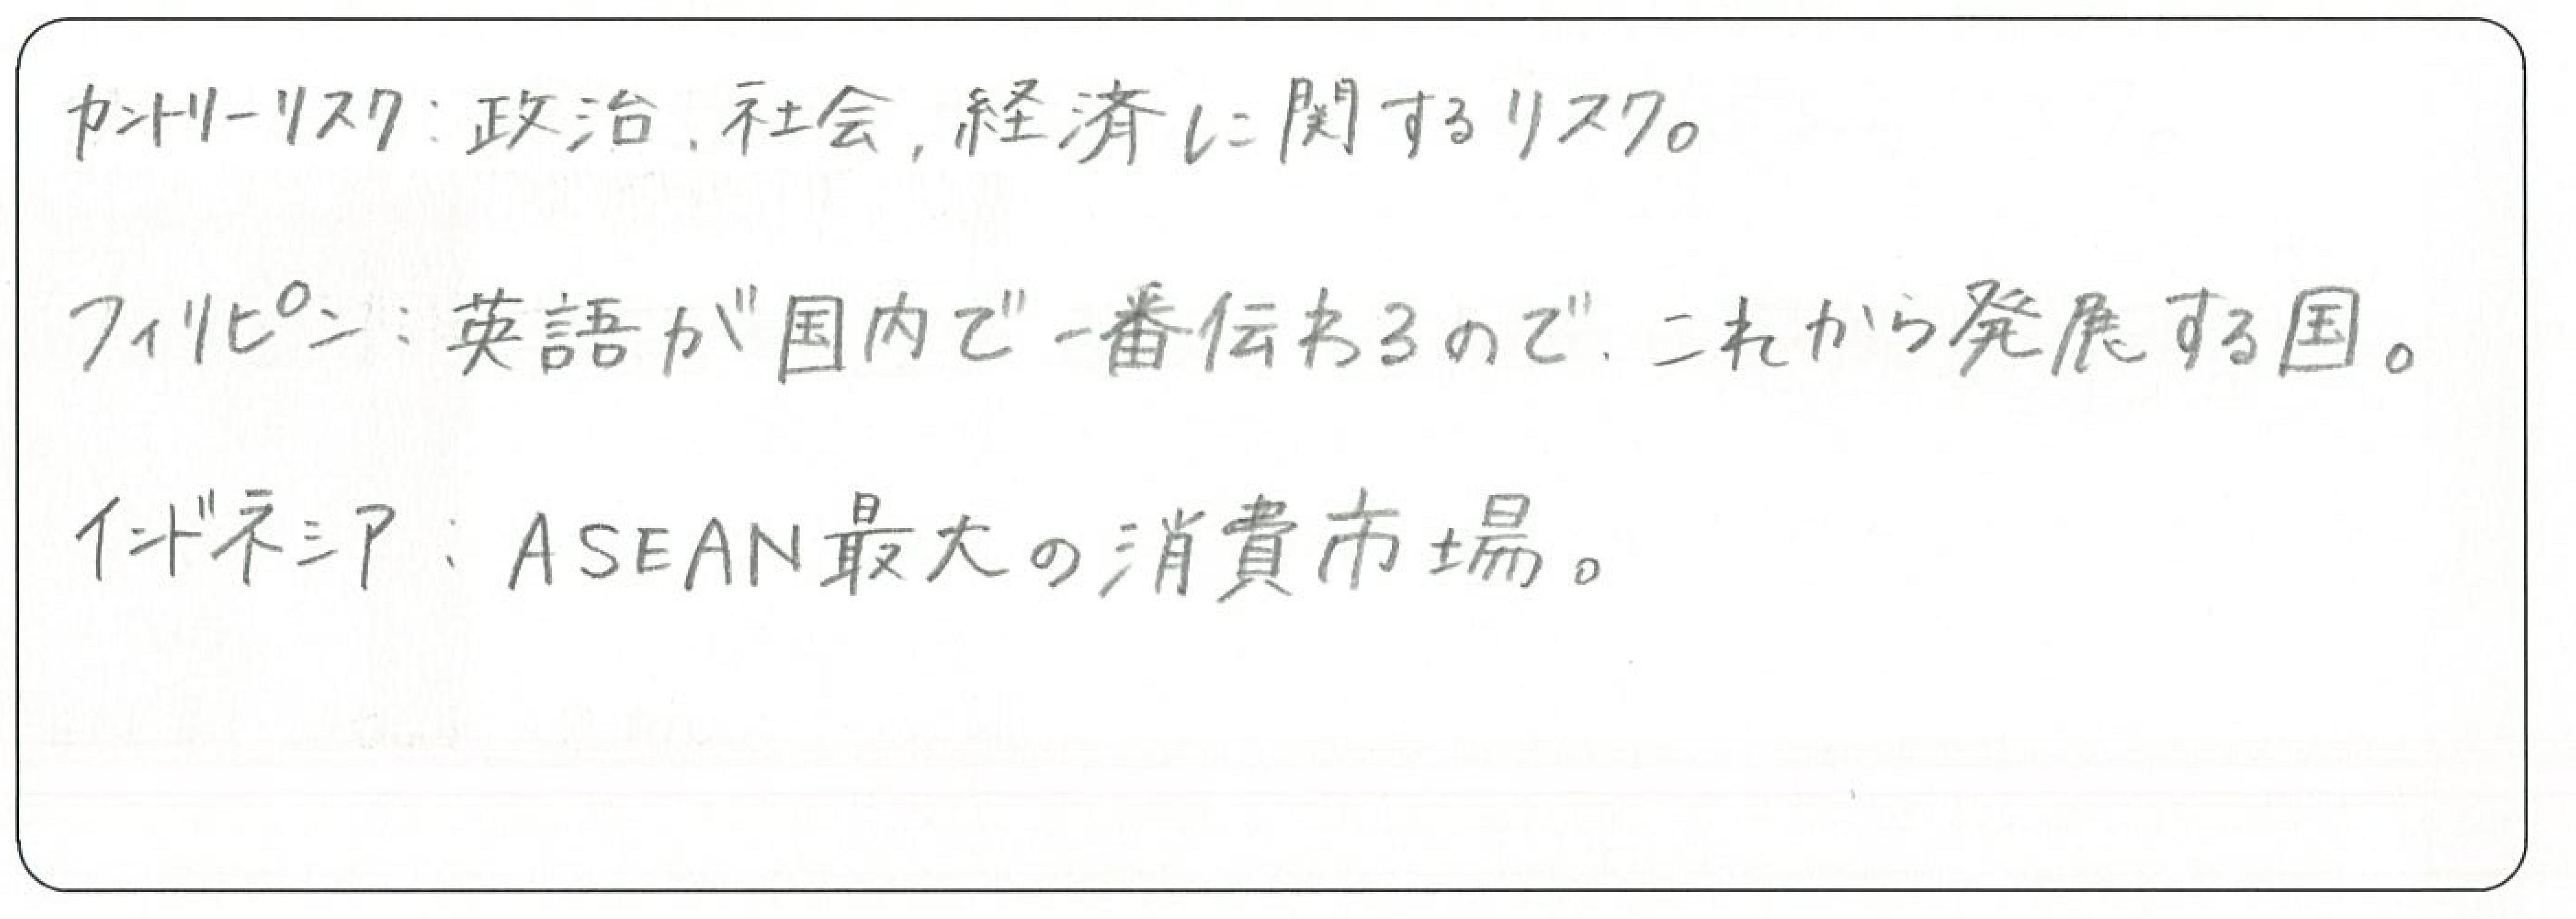 カントリーリスク:政治、社会,経済に関するリスク。
フィリピン:英語が国内で一番伝わるので、これから発展する国。
インドネシア:ASEAN最大の消費市場。